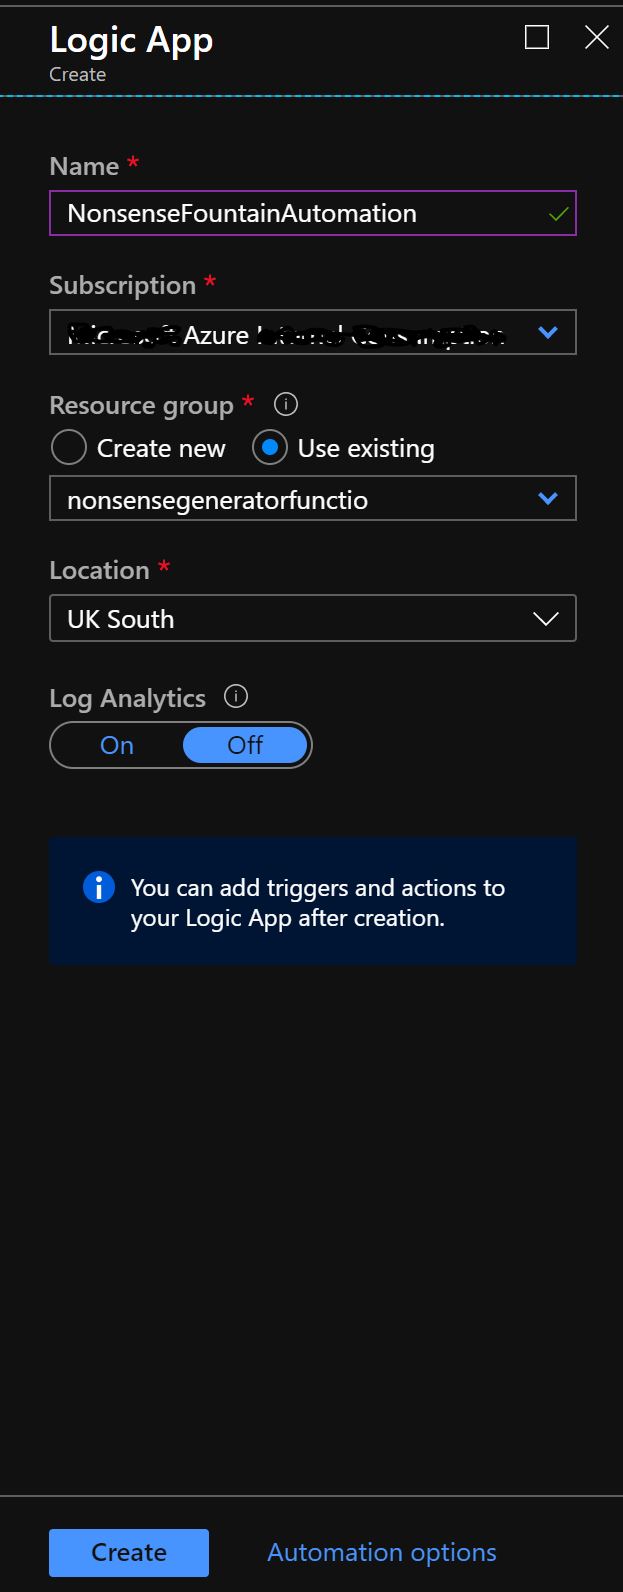 Logic App
Create
Name *
NonsenseFountainAutomation
Subscription *
Azure
Resource group *
Create new Use existing
nonsensegeneratorfunctio
Location *
UK South
Log Analytics
On Off
You can add triggers and actions to
your Logic App after creation.
Create Automation options